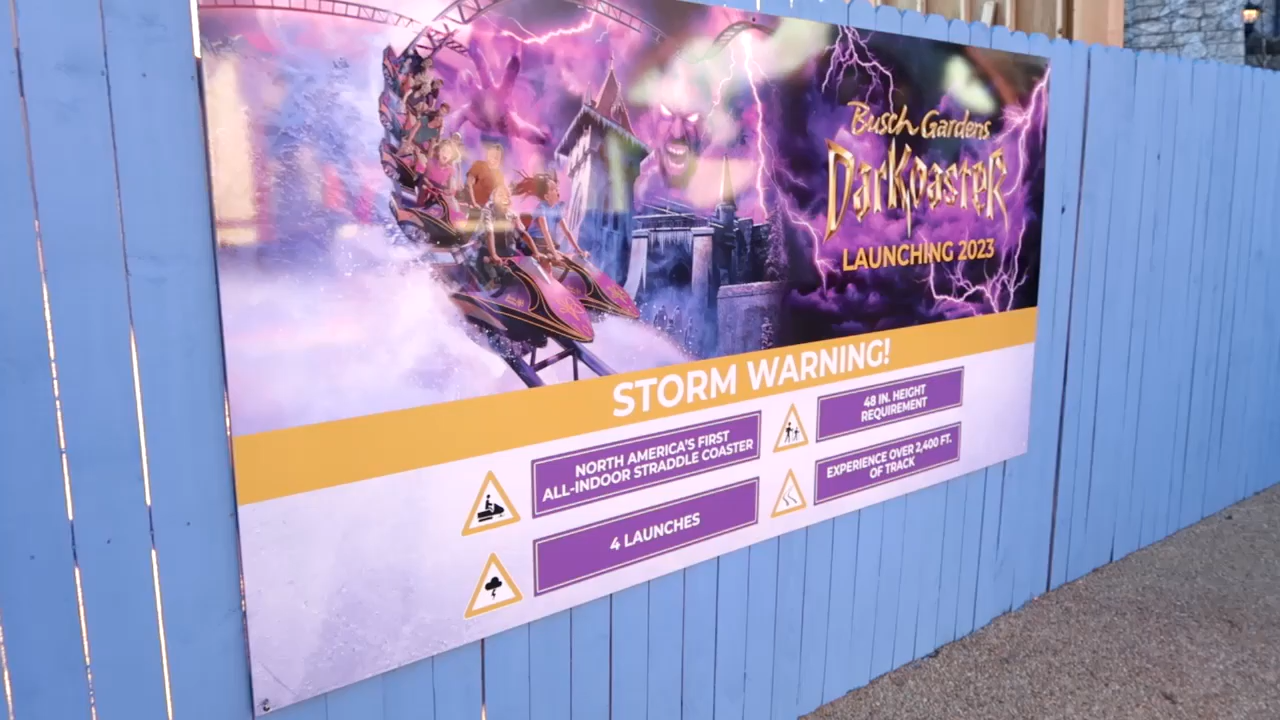 Busch Gardens
DarKoasteR
LAUNCHING 2023
STORM WARNING!
NORTH AMERICA'S FIRST
ALL-INDOOR STRADDLE COASTER
4 LAUNCHES
48 IN. HEIGHT
REQUIREMENT
EXPERIENCE OVER 2,400 FT.
OF TRACK